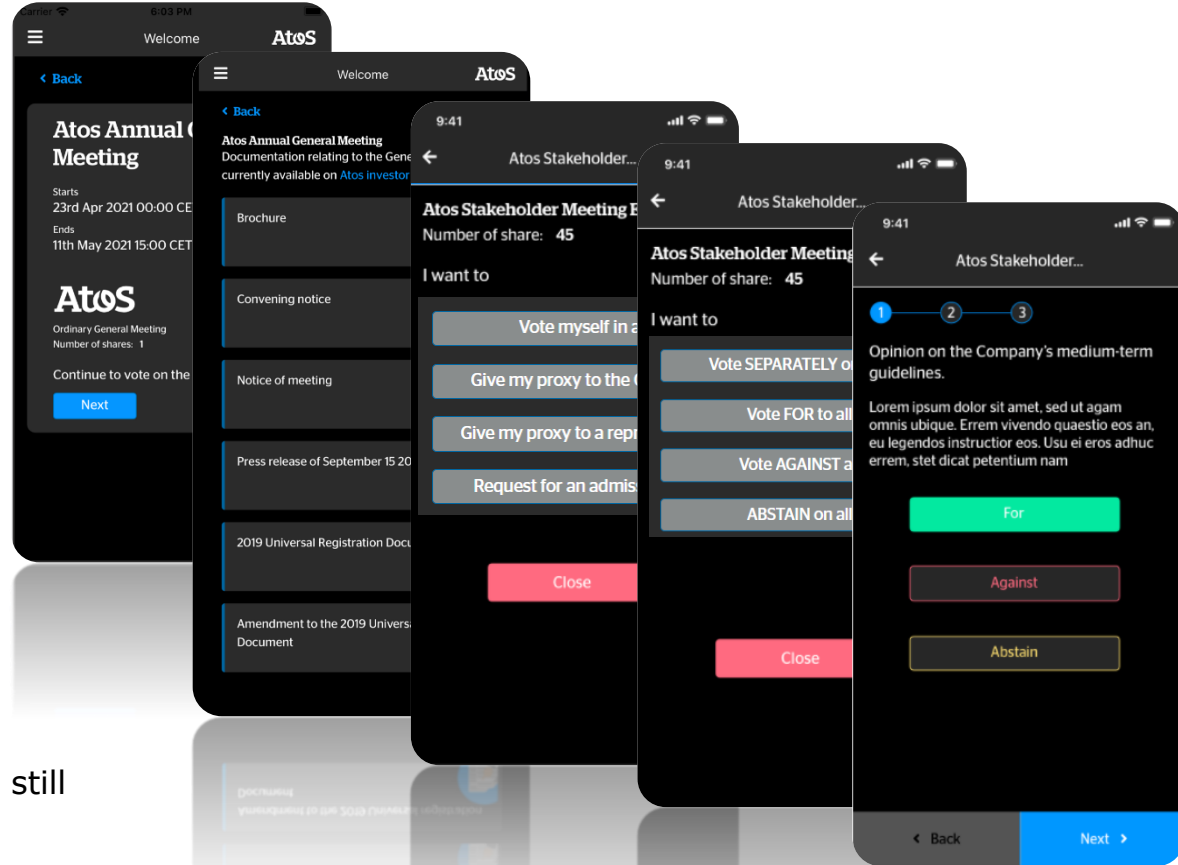 Carrier 6:03 PM
Welcome
Atos
Back
Atos Annual G
Meeting
Starts
23rd Apr 2021 00:00 CE
Ends
11th May 2021 15:00 CET
Atos
Ordinary General Meeting
Number of shares: 1
Continue to vote on the
Next
Welcome
Atos
Back
Atos Annual General Meeting
Documentation relating to the Gene
currently available on Atos investor
Brochure
Convening notice
Notice of meeting
Press release of September 15 20
2019 Universal Registration Docu
Amendment to the 2019 Universa
Document
9:41
Atos Stakeholder...
Atos Stakeholder Meeting E
Number of share: 45
I want to
Vote myself in a
Give my proxy to the
Give my proxy to a repr
Request for an admis
Close
9:41
Atos Stakeholder...
Atos Stakeholder Meeting
Number of share: 45
I want to
Vote SEPARATELY o
Vote FOR to all
Vote AGAINST a
ABSTAIN on all
Close
9:41
Atos Stakeholder...
1 2 3
Opinion on the Company's medium-term
guidelines.
Lorem ipsum dolor sit amet, sed ut agam
omnis ubique. Errem vivendo quaestio eos an,
eu legendos instructior eos. Usu ei eros adhuc
errem, stet dicat petentium nam
For
Against
Abstain
Back
Next
still
Document
Amendment to the 2019 Universal registration